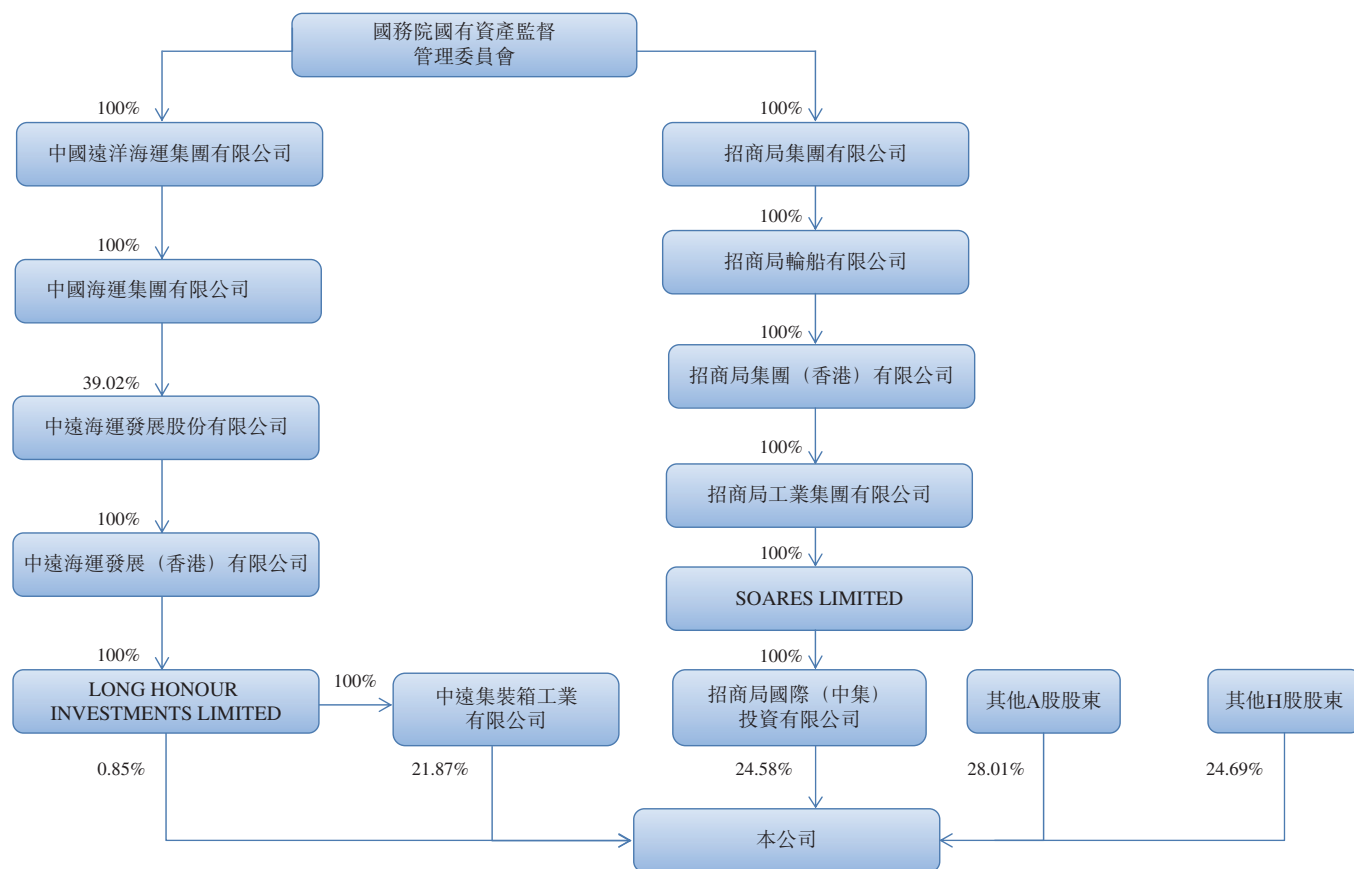 國務院國有資產監督
管理委員會
100%
100%
中國遠洋海運集團有限公司
招商局集團有限公司
100%
100%
中國海運集團有限公司
招商局輪船有限公司
100%
39.02%
招商局集團（香港）有限公司
中遠海運發展股份有限公司
100%
招商局工業集團有限公司
100%
100%
中遠海運發展（香港）有限公司
SOARES LIMITED
100%
100%
LONG HONOUR
INVESTMENTS LIMITED
100%
中遠集裝箱工業
有限公司
招商局國際（中集）
投資有限公司
其他A股股東
其他H股股東
0.85%
21.87%
24.58%
28.01%
24.69%
本公司